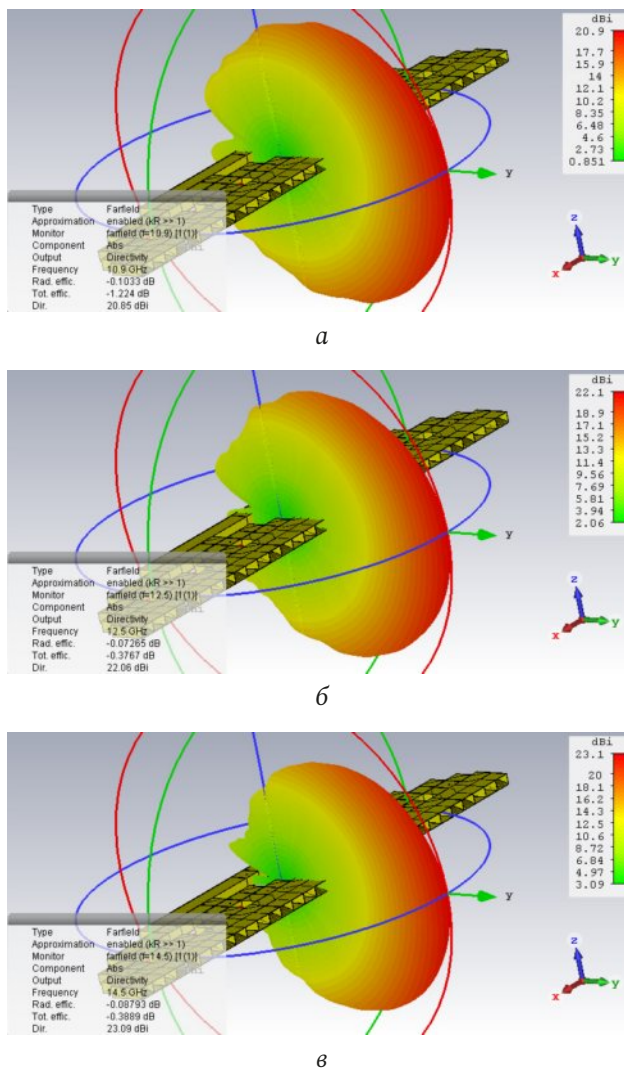 dBi
20.9
17.7
15.9
14
12.1
10.2
8.35
6.48
4.6
2.73
0.851
y
z
x
y
Type Farfield
Approximation enabled (kR >> 1)
Monitor farfield (f=10.9) [1(1)]
Component Abs
Output Directivity
Frequency 10.9 GHz
Rad. effic. -0.1033 dB
Tot. effic. -1.224 dB
Dir. 20.85 dBi
а
dBi
22.1
18.9
17.1
15.2
13.3
11.4
9.56
7.69
5.81
3.94
2.06
y
z
x
y
Type Farfield
Approximation enabled (kR >> 1)
Monitor farfield (f=12.5) [1(1)]
Component Abs
Output Directivity
Frequency 12.5 GHz
Rad. effic. -0.07265 dB
Tot. effic. -0.3767 dB
Dir. 22.06 dBi
б
dBi
23.1
20
18.1
16.2
14.3
12.5
10.6
8.72
6.84
4.97
3.09
y
z
x
y
Type Farfield
Approximation enabled (kR >> 1)
Monitor farfield (f=14.5) [1(1)]
Component Abs
Output Directivity
Frequency 14.5 GHz
Rad. effic. -0.08793 dB
Tot. effic. -0.3889 dB
Dir. 23.09 dBi
в